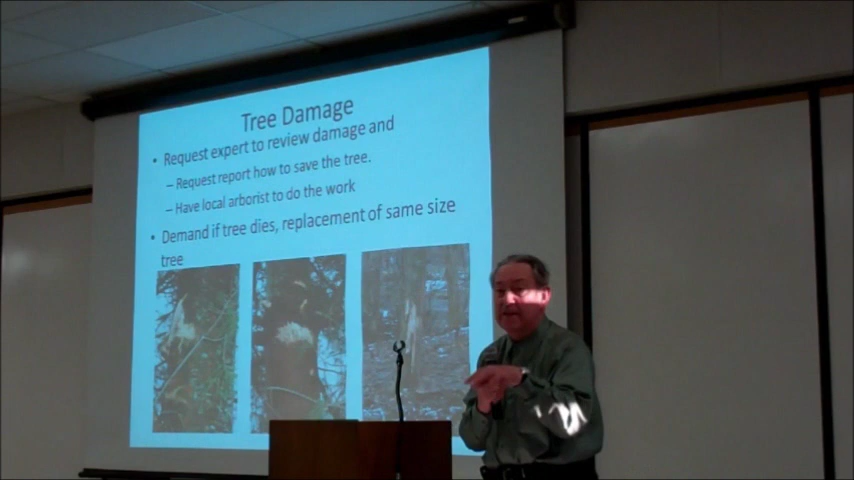 Tree Damage
• Request expert to review damage and
– Request report how to save the tree.
– Have local arborist to do the work
• Demand if tree dies, replacement of same size
tree